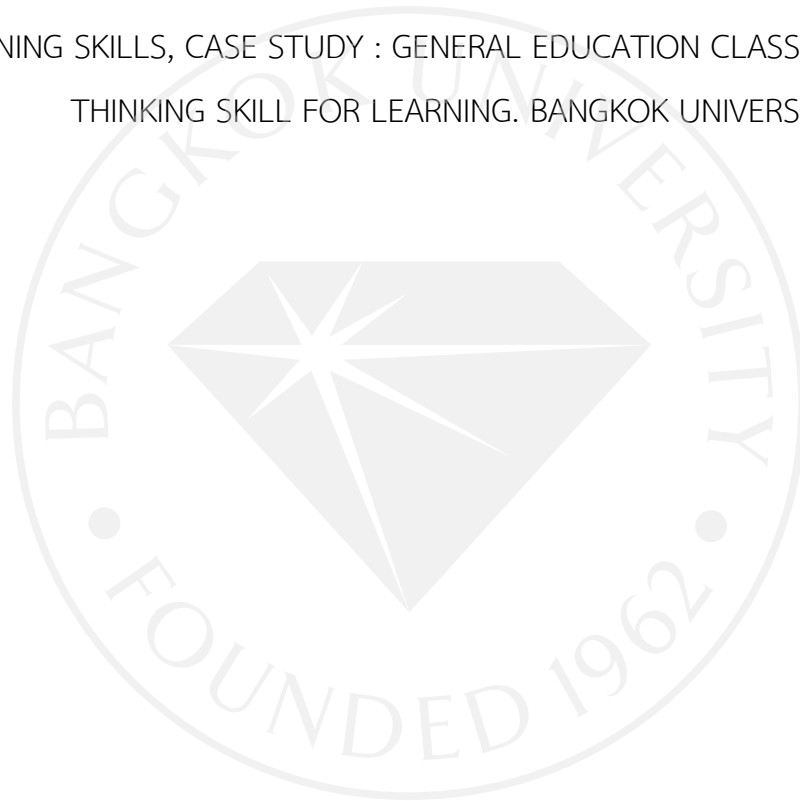 NING SKILLS, CASE STUDY : GENERAL EDUCATION CLASS
THINKING SKILL FOR LEARNING. BANGKOK UNIVERS
BANGKOK UNIVERSITY
• FOUNDED 1962 •